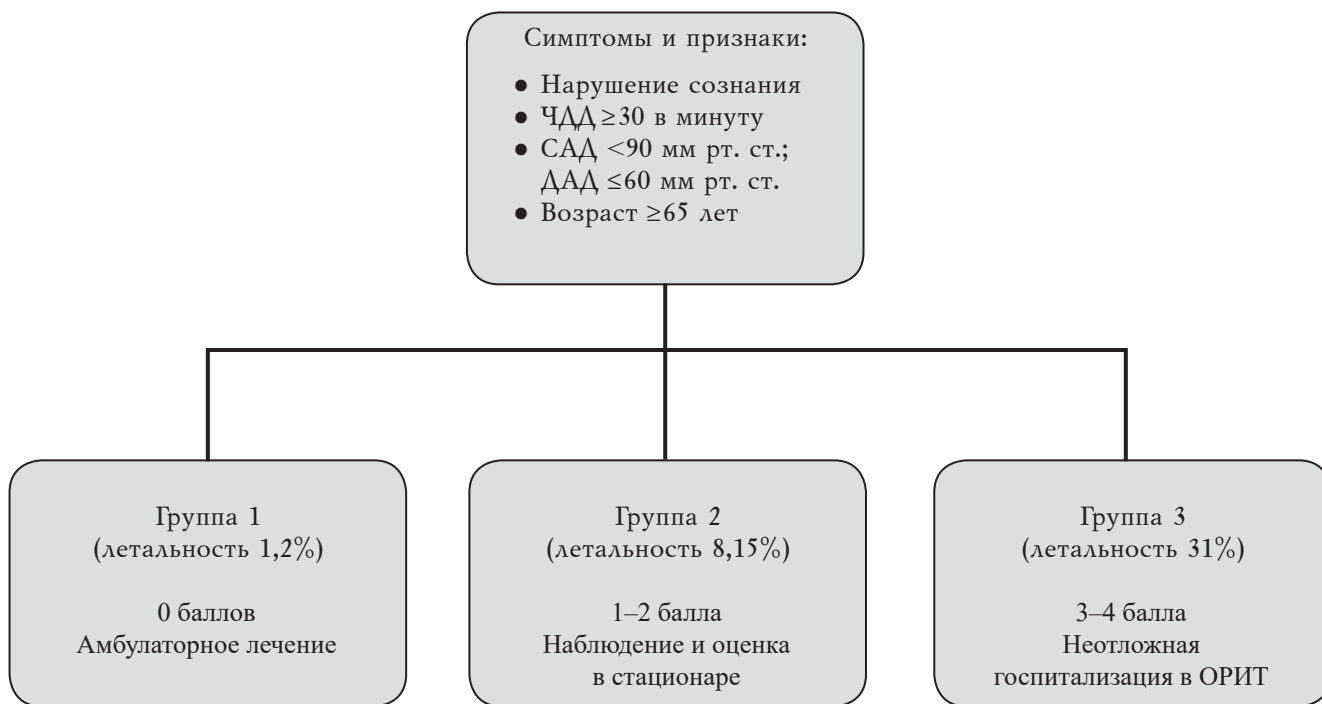 Симптомы и признаки:
● Нарушение сознания
● ЧДД ≥30 в минуту
● САД <90 мм рт. ст.;
ДАД ≤60 мм рт. ст.
● Возраст ≥65 лет
Группа 1
(летальность 1,2%)
0 баллов
Амбулаторное лечение
Группа 2
(летальность 8,15%)
1–2 балла
Наблюдение и оценка
в стационаре
Группа 3
(летальность 31%)
3–4 балла
Неотложная
госпитализация в ОРИТ